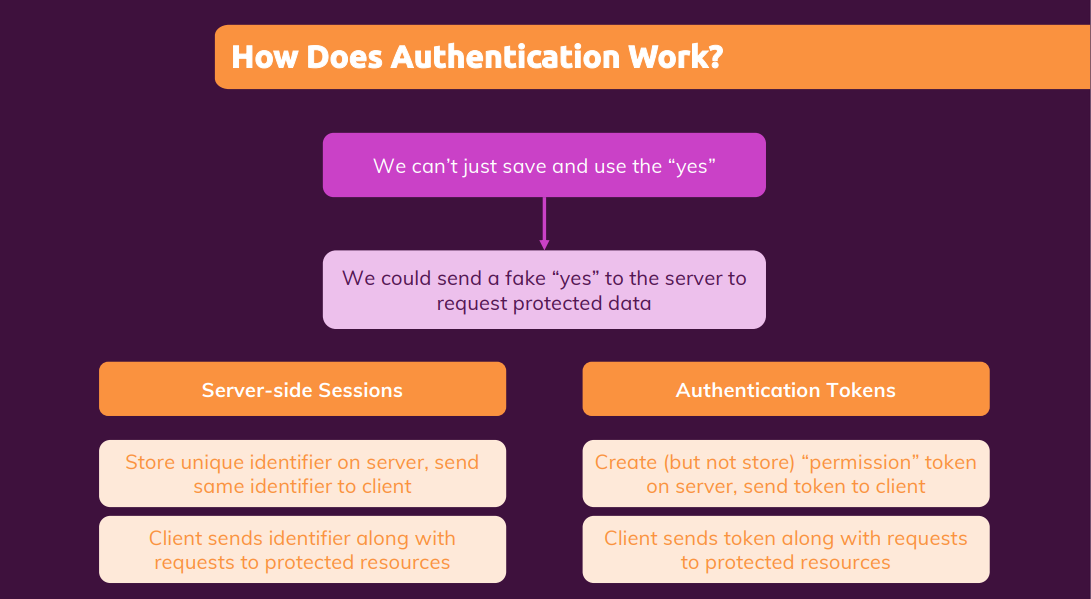 How Does Authentication Work?
We can’t just save and use the “yes”
We could send a fake “yes” to the server to
request protected data
Server-side Sessions
Store unique identifier on server, send
same identifier to client
Client sends identifier along with
requests to protected resources
Authentication Tokens
Create (but not store) “permission” token
on server, send token to client
Client sends token along with requests
to protected resources